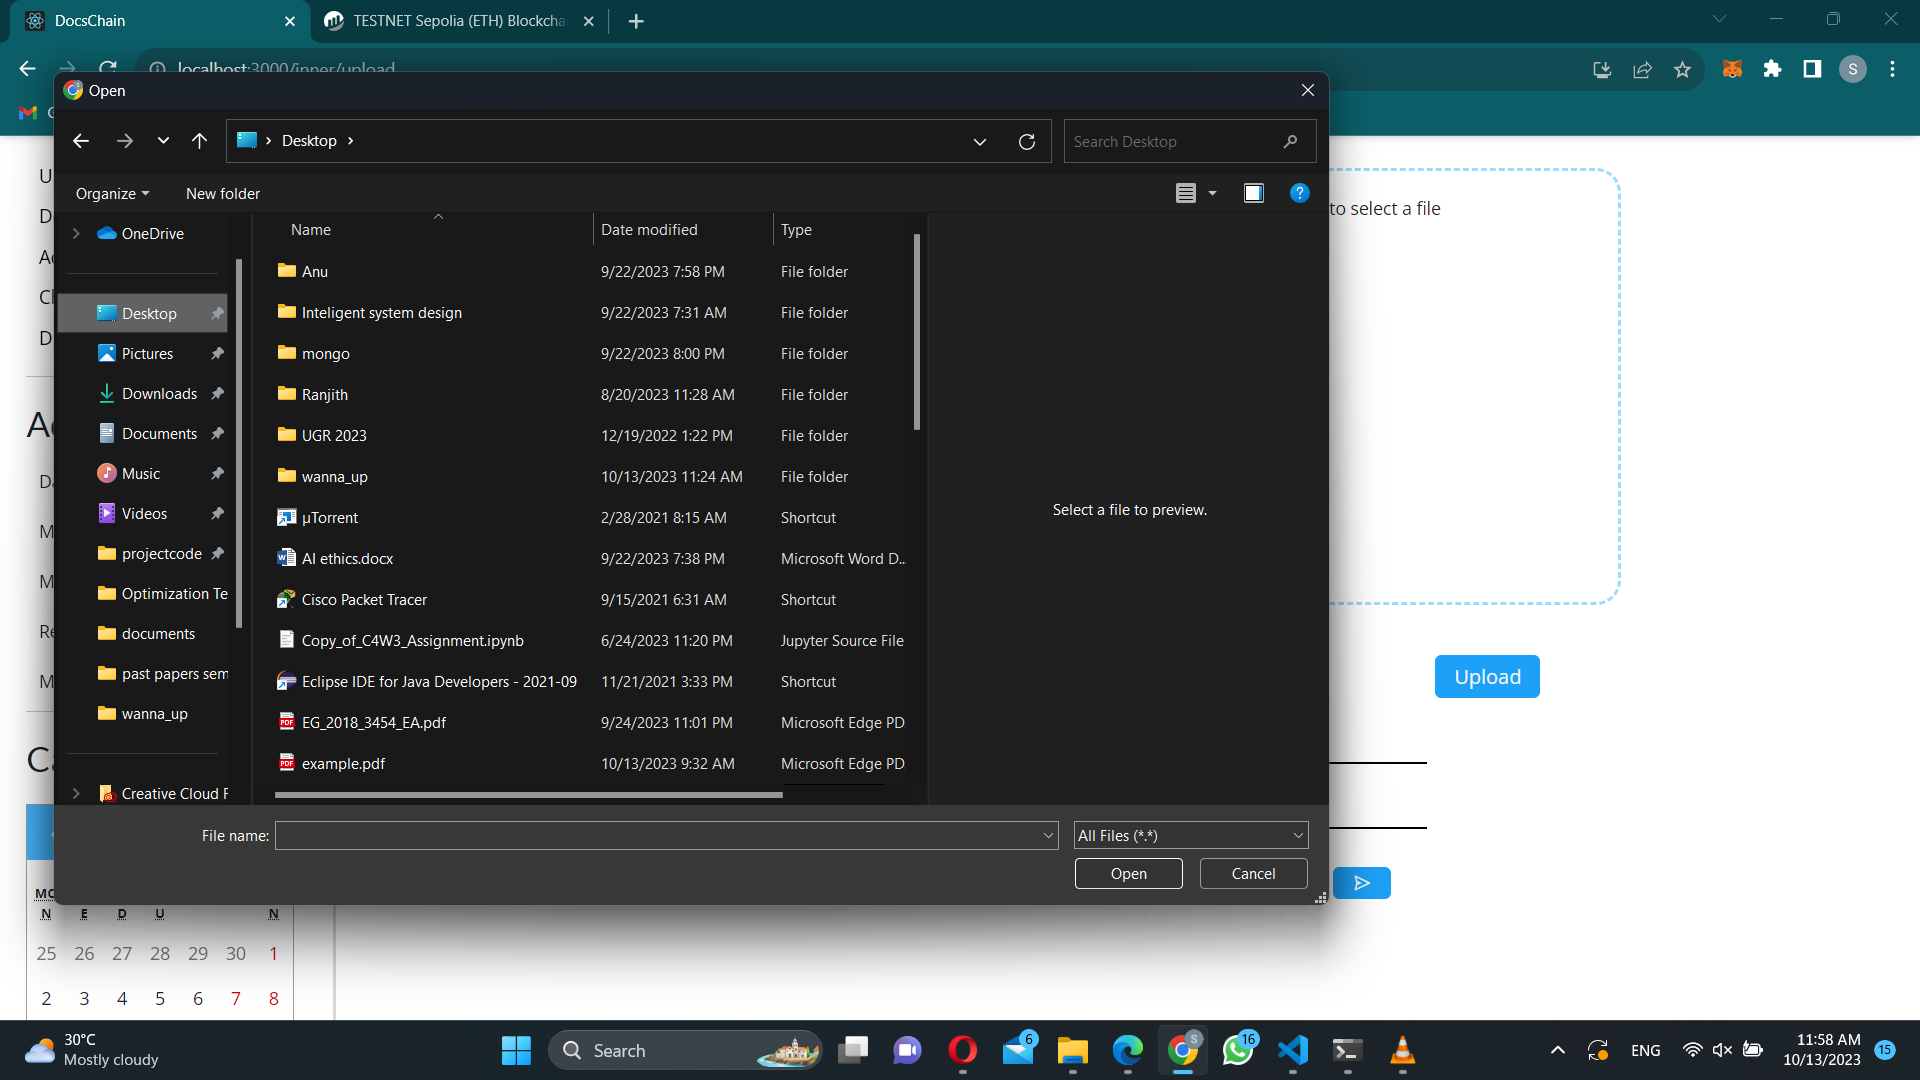 DocsChain
TESTNET Sepolia (ETH) Blockcha
localhost:3000/inner/upload
S
Open
Desktop
Search Desktop
Organize
New folder
?
to select a file
Name
Date modified
Type
OneDrive
Desktop
Pictures
Downloads
Documents
Music
Videos
projectcode
Optimization Te
documents
past papers sem
wanna_up
Creative Cloud F
Anu 9/22/2023 7:58 PM File folder
Inteligent system design 9/22/2023 7:31 AM File folder
mongo 9/22/2023 8:00 PM File folder
Ranjith 8/20/2023 11:28 AM File folder
UGR 2023 12/19/2022 1:22 PM File folder
wanna_up 10/13/2023 11:24 AM File folder
µTorrent 2/28/2021 8:15 AM Shortcut
AI ethics.docx 9/22/2023 7:38 PM Microsoft Word D...
Cisco Packet Tracer 9/15/2021 6:31 AM Shortcut
Copy_of_C4W3_Assignment.ipynb 6/24/2023 11:20 PM Jupyter Source File
Eclipse IDE for Java Developers - 2021-09 11/21/2021 3:33 PM Shortcut
EG_2018_3454_EA.pdf 9/24/2023 11:01 PM Microsoft Edge PD
example.pdf 10/13/2023 9:32 AM Microsoft Edge PD
Select a file to preview.
Upload
File name:
All Files (*.*)
Open
Cancel
MO
N E D U N
25 26 27 28 29 30 1
2 3 4 5 6 7 8
30°C
Mostly cloudy
Search
6
S
16
ENG
11:58 AM
10/13/2023
15